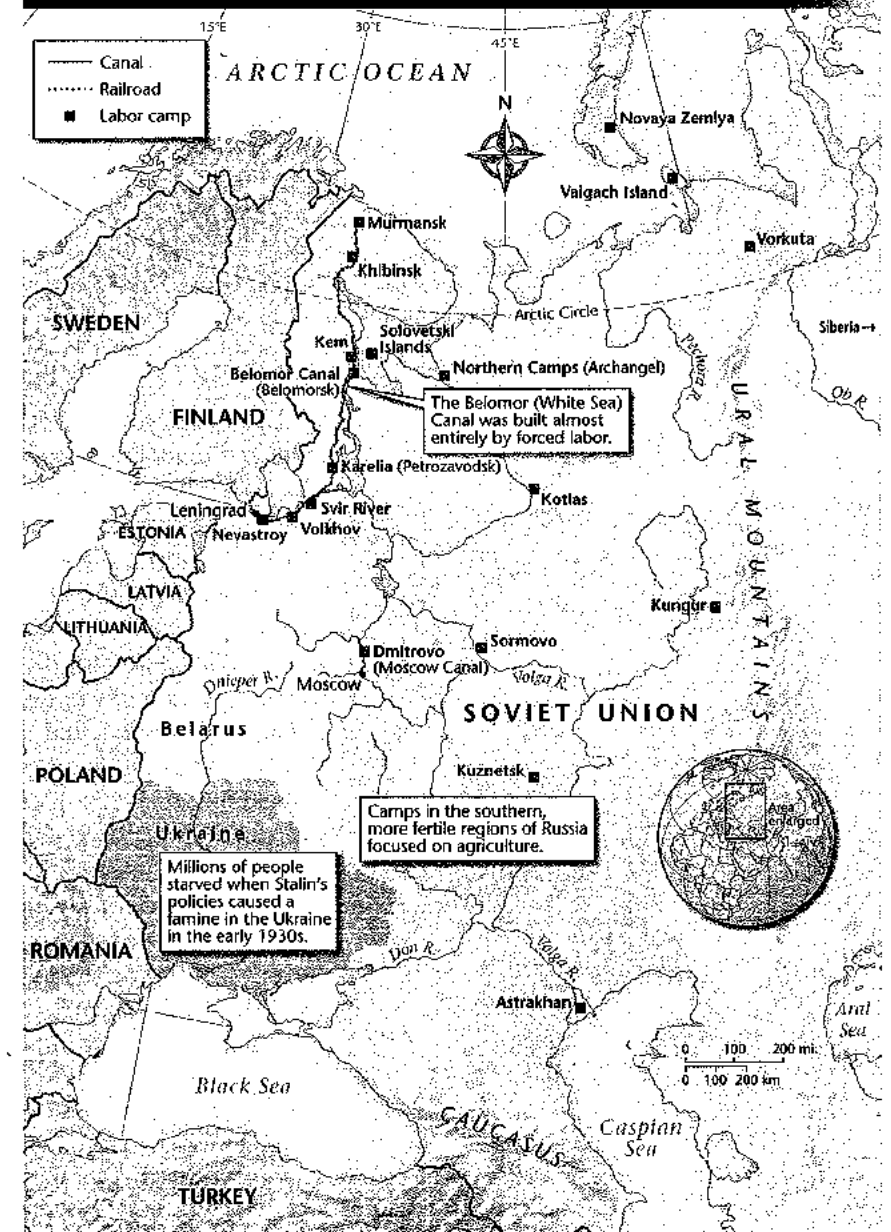 15°E
30°E
45°E
Canal
Railroad
Labor camp
ARCTIC OCEAN
N
Novaya Zemlya
Vaigach Island
Murmansk
Vorkuta
Khibinsk
Arctic Circle
SWEDEN
Siberia
Solovetski
Islands
Kem
Pechora R.
Northern Camps (Archangel)
Belomor Canal
(Belomorsk)
Ob R.
The Belomor (White Sea)
Canal was built almost
entirely by forced labor.
FINLAND
URAL MOUNTAINS
Karelia (Petrozavodsk)
Kotlas
Leningrad
Svir River
ESTONIA
Nevastroy
Volkhov
LATVIA
Kungur
LITHUANIA
Sormovo
Dmitrovo
(Moscow Canal)
Dnieper R.
Moscow
Volga R.
SOVIET UNION
Belarus
POLAND
Kuznetsk
Area
enlarged
Camps in the southern,
more fertile regions of Russia
focused on agriculture.
Ukraine
Millions of people
starved when Stalin's
policies caused a
famine in the Ukraine
in the early 1930s.
ROMANIA
Don R.
Volga R.
Astrakhan
Aral
Sea
0 100 200 mi.
0 100 200 km
Black Sea
CAUCASUS
Caspian
Sea
TURKEY